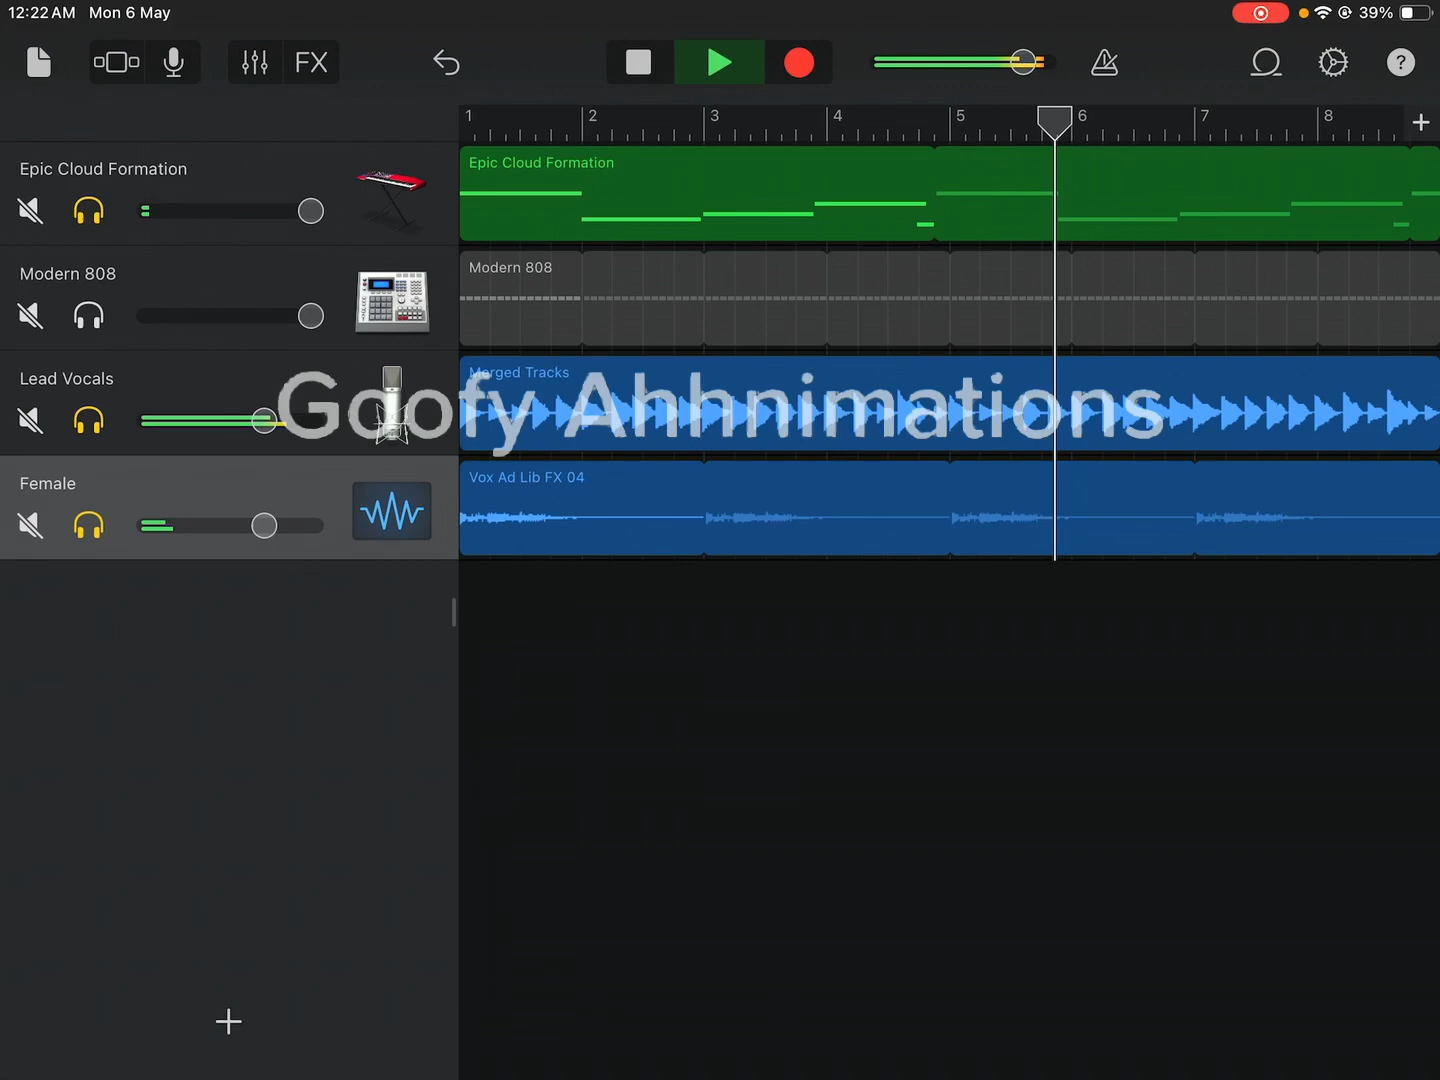 12:22 AM Mon 6 May
39%
FX
?
1 2 3 4 5 6 7 8
Epic Cloud Formation
Epic Cloud Formation
Modern 808
Modern 808
Lead Vocals
Merged Tracks
Goofy Ahhnimations
Female
Vox Ad Lib FX 04